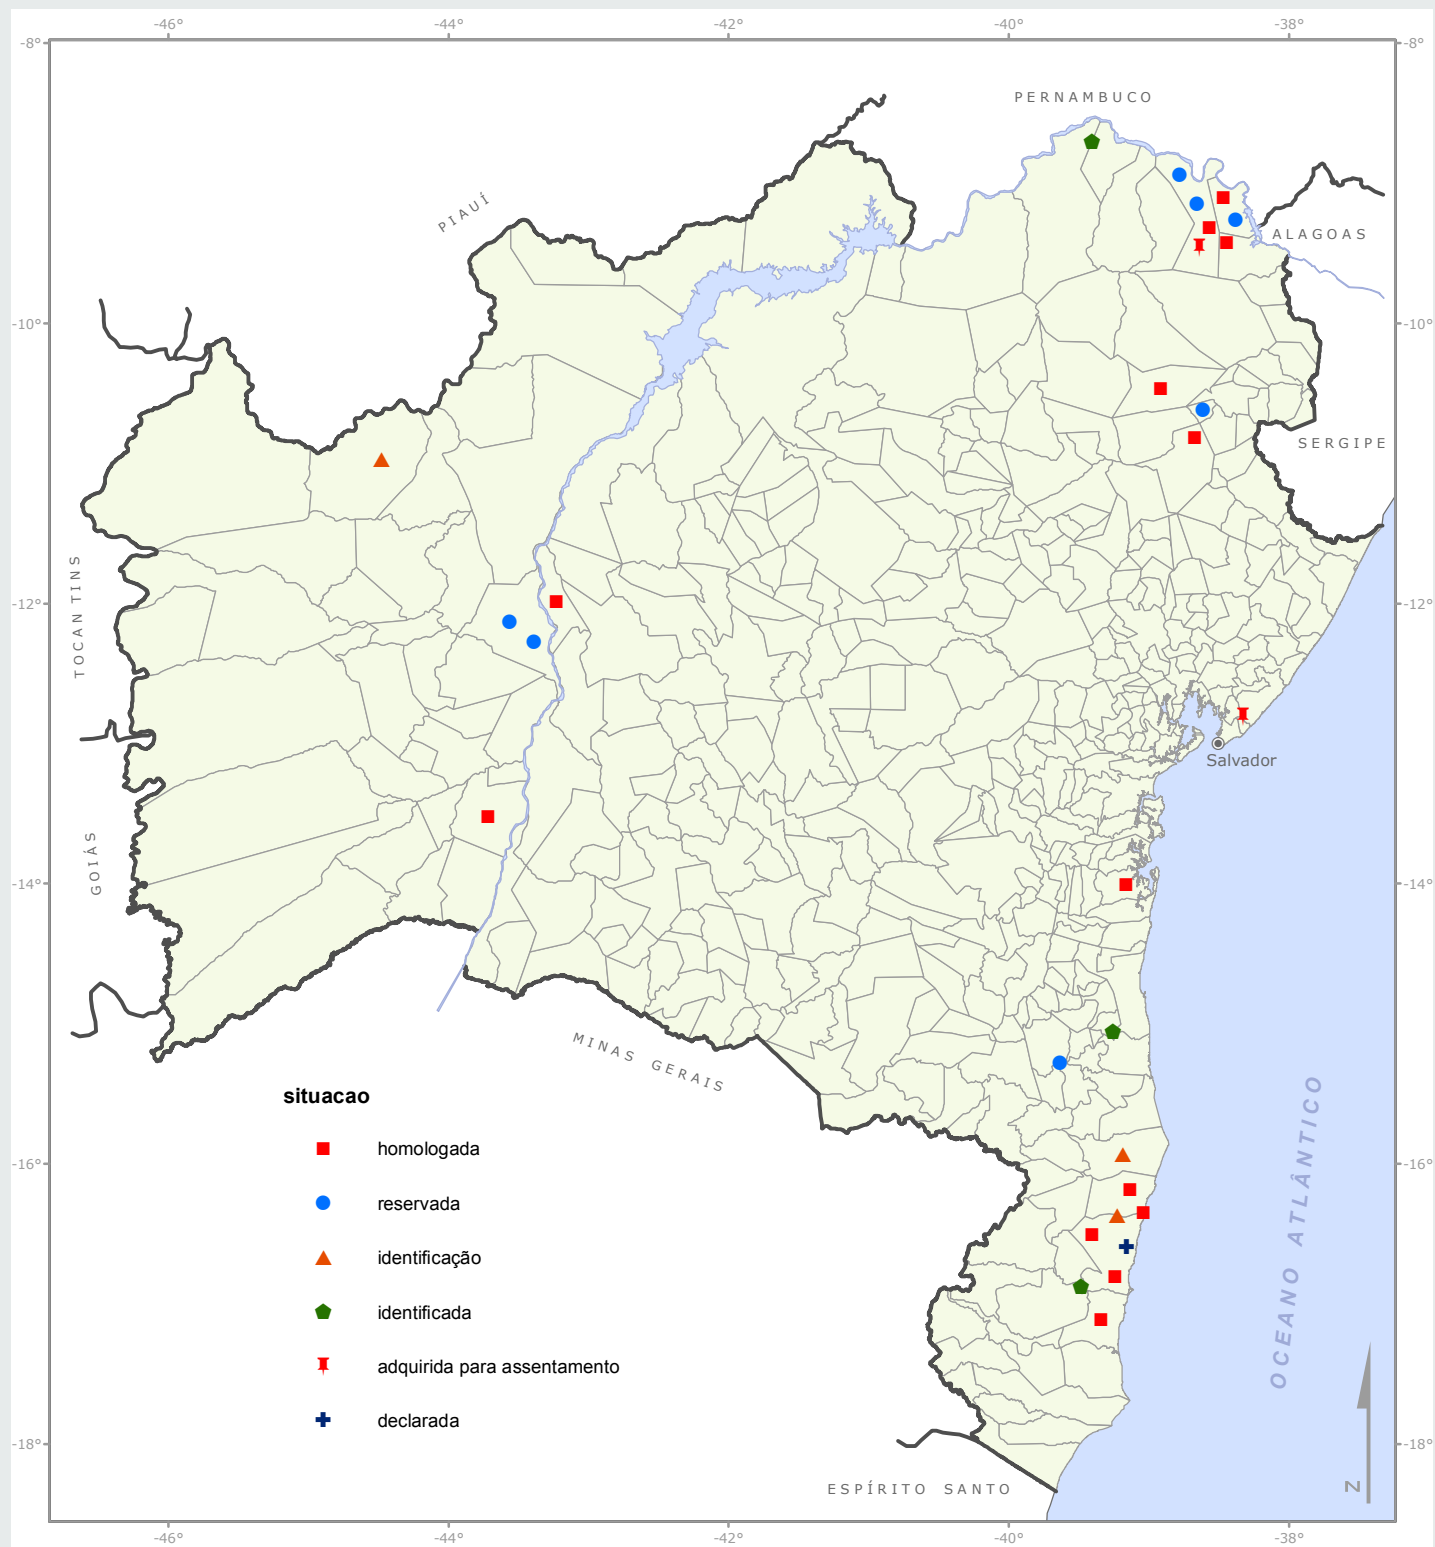 -46°
-44°
-42°
-40°
-38°
-8°
-8°
PERNAMBUCO
PIAUÍ
ALAGOAS
-10°
-10°
SERGIPE
TOCANTINS
-12°
-12°
Salvador
GOIÁS
-14°
-14°
MINAS GERAIS
situacao
homologada
-16°
-16°
reservada
identificação
identificada
adquirida para assentamento
declarada
OCEANO ATLÂNTICO
-18°
-18°
ESPÍRITO SANTO
N
-46°
-44°
-42°
-40°
-38°